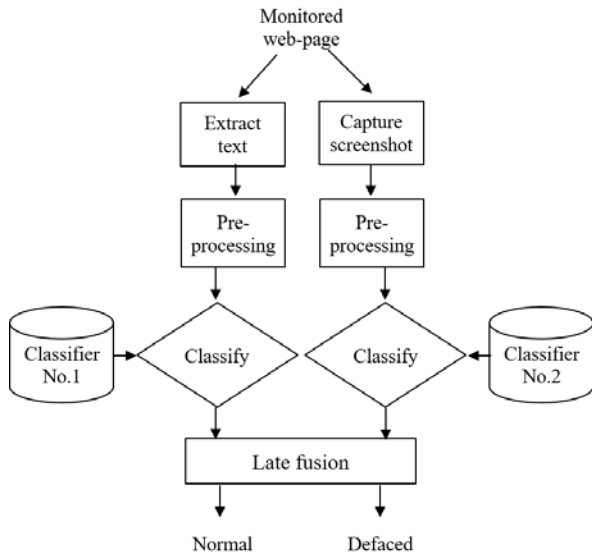 Monitored
web-page
Extract
text
Capture
screenshot
Pre-
processing
Pre-
processing
Classifier
No.1
Classify
Classify
Classifier
No.2
Late fusion
Normal
Defaced